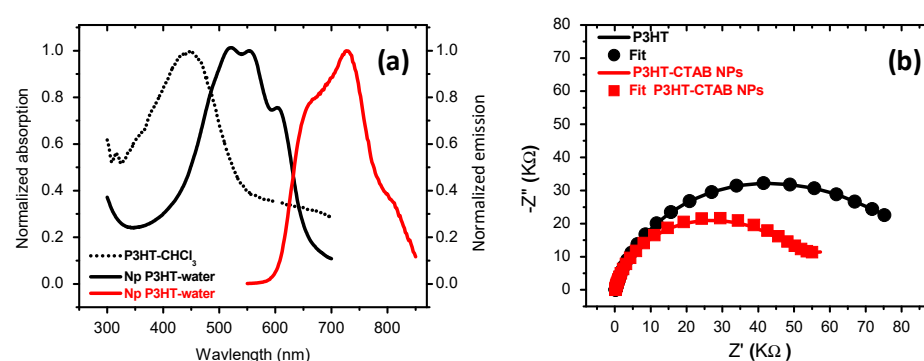 (a)
Normalized absorption
1.0
0.8
0.6
0.4
0.2
0.0
P3HT-CHCl₃
Np P3HT-water
Np P3HT-water
300 400 500 600 700 800
Wavlength (nm)
1.0
0.8
0.6
0.4
0.2
0.0
Normalized emission
(b)
-Z'' (KΩ)
80
70
60
50
40
30
20
10
0
P3HT
Fit
P3HT-CTAB NPs
Fit P3HT-CTAB NPs
0 10 20 30 40 50 60 70 80
Z' (KΩ)